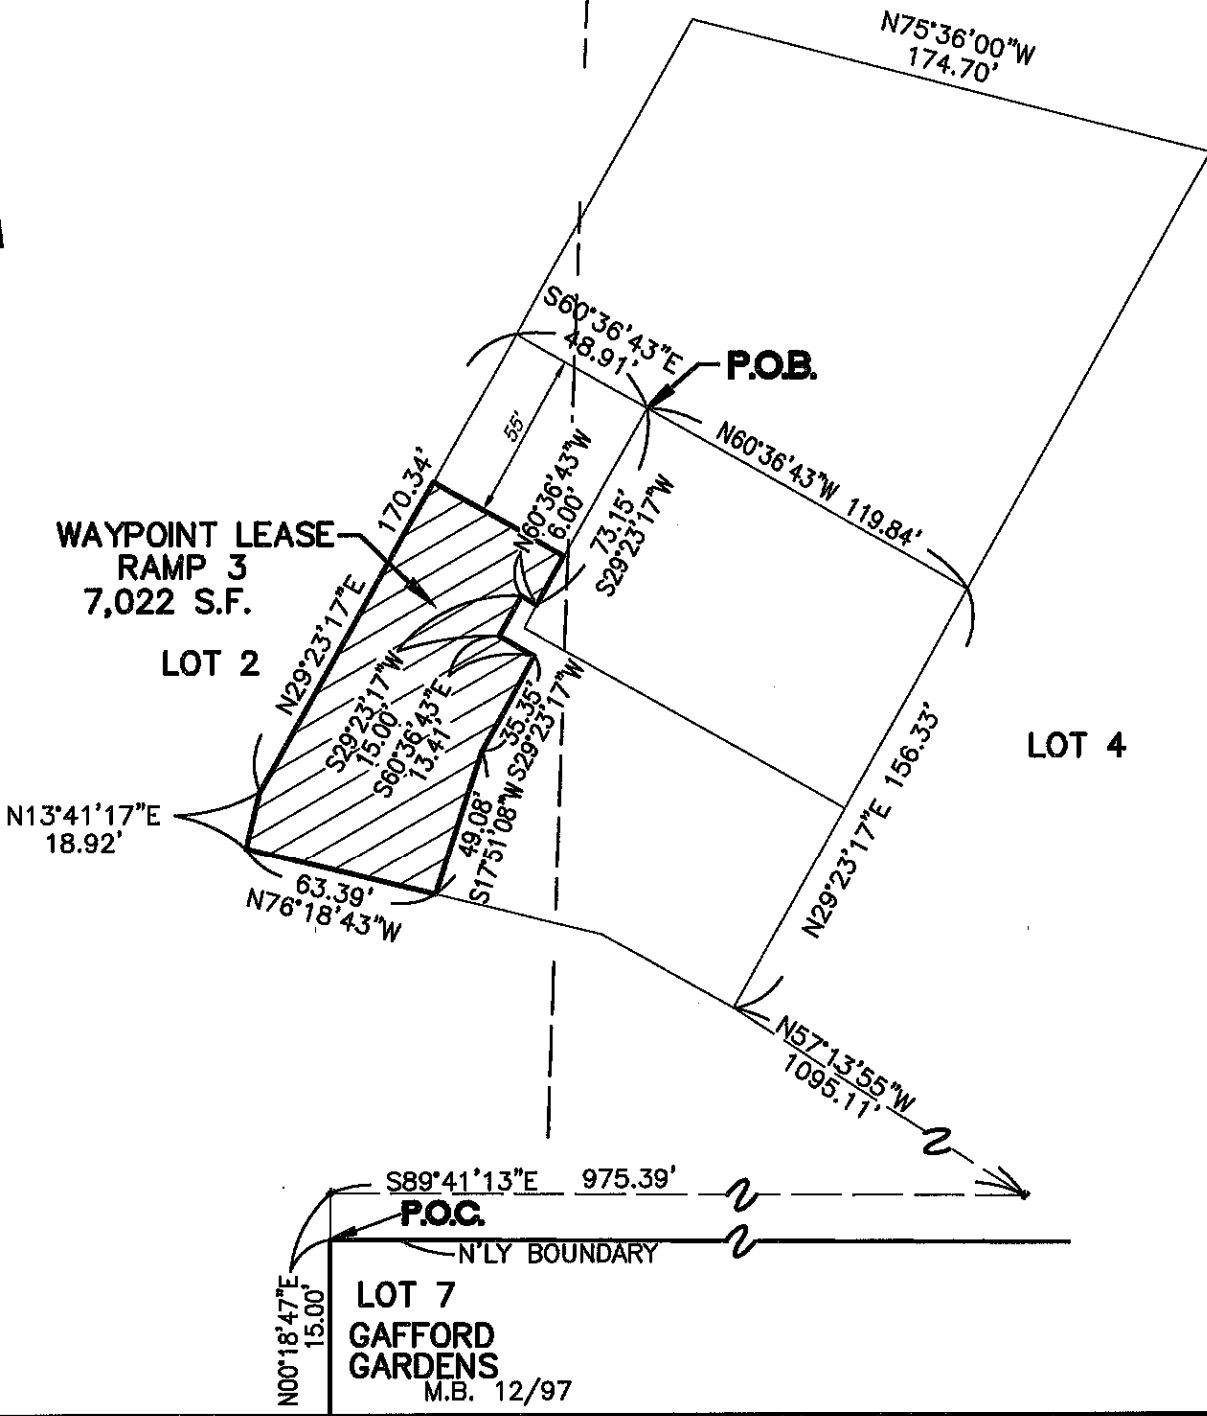 N75°36'00"W
174.70'
S60°36'43"E
48.91'
P.O.B.
55'
N60°36'43"W
6.00'
N60°36'43"W 119.84'
73.15'
S29°23'17"W
170.34'
N29°23'17"E
WAYPOINT LEASE
RAMP 3
7,022 S.F.
LOT 2
S29°23'17"W
15.00'
S60°36'43"E
13.41'
35.35'
S29°23'17"W
49.08'
S17°51'08"W
LOT 4
N29°23'17"E 156.33'
N13°41'17"E
18.92'
63.39'
N76°18'43"W
N57°13'55"W
1095.11'
S89°41'13"E 975.39'
P.O.C.
N'LY BOUNDARY
N00°18'47"E
15.00'
LOT 7
GAFFORD
GARDENS
M.B. 12/97